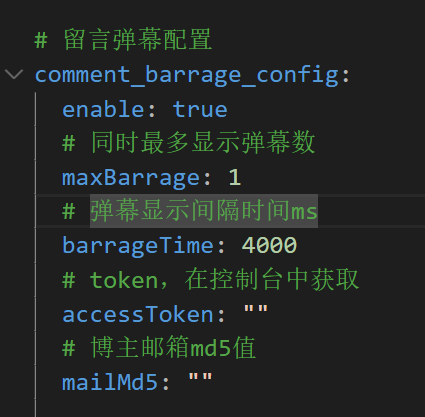 # 留言弹幕配置
comment_barrage_config:
enable: true
# 同时最多显示弹幕数
maxBarrage: 1
# 弹幕显示间隔时间ms
barrageTime: 4000
# token，在控制台中获取
accessToken: ""
# 博主邮箱md5值
mailMd5: ""